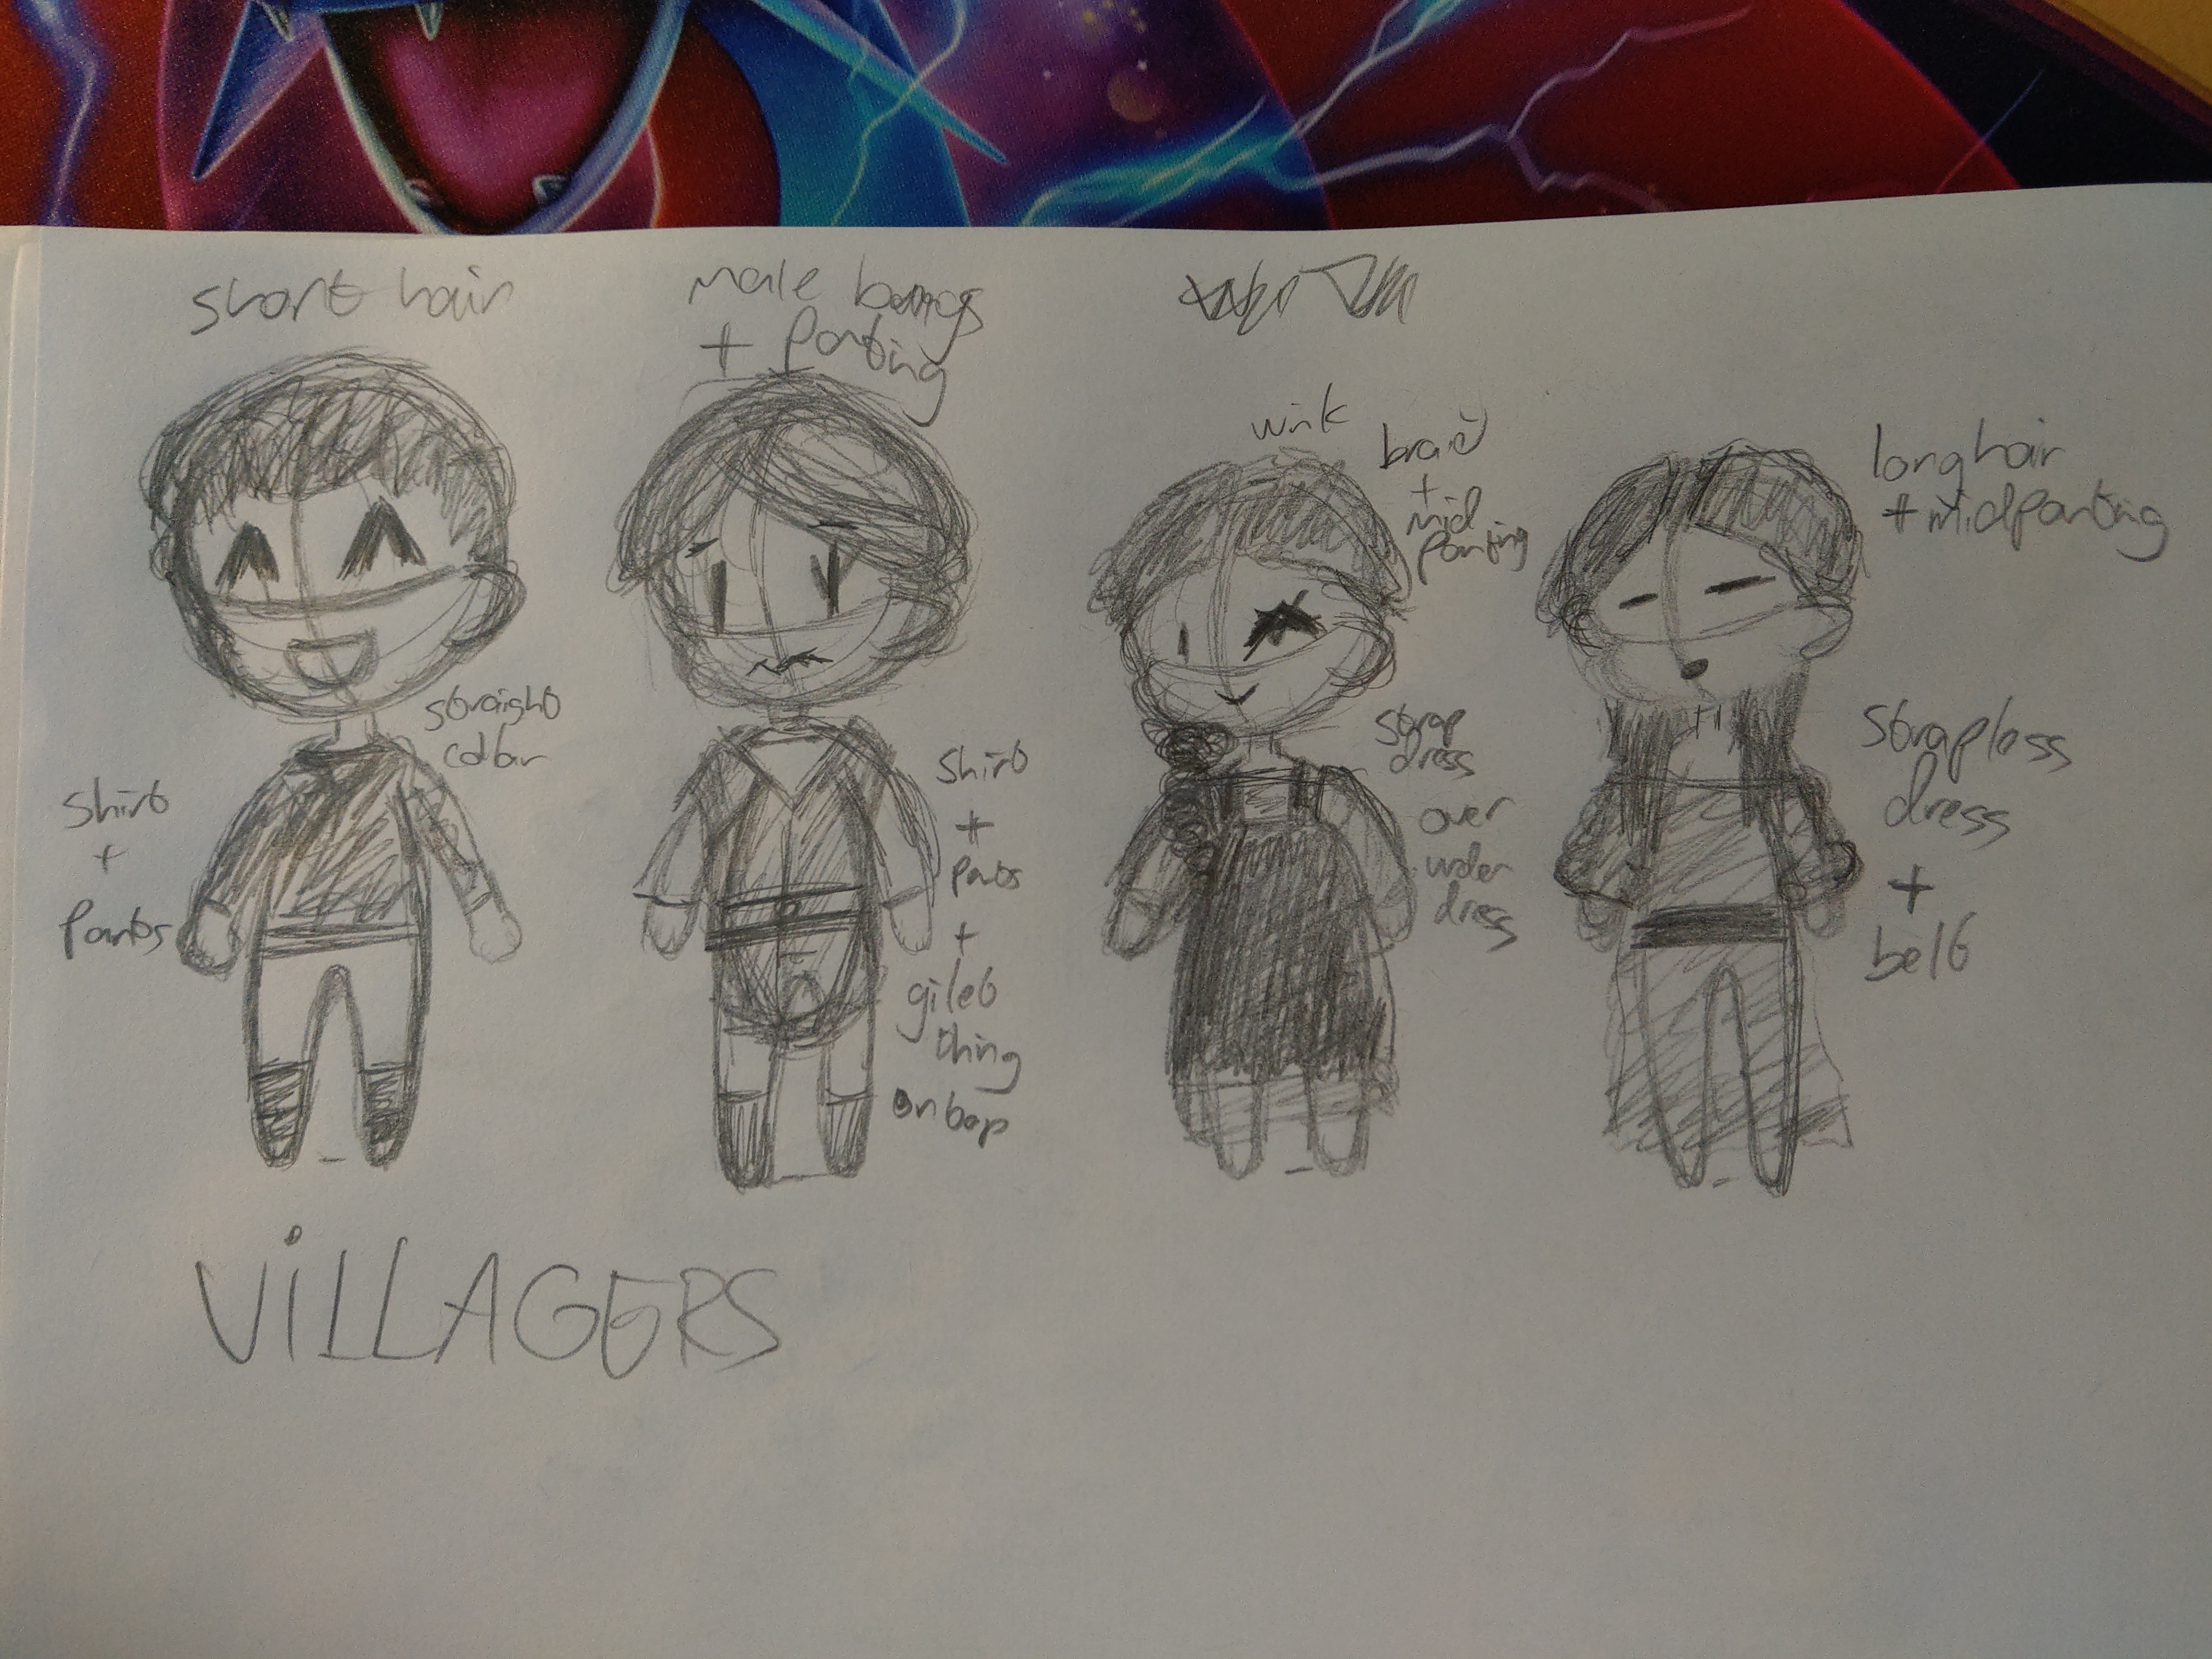 short hair
male bangs
+ parting
wink
braid
+
mid
parting
long hair
+ midparting
straight
collar
shirt
+
pants
shirt
+
pants
+
gilet
thing
on top
strap
dress
over
under
dress
strapless
dress
+
belt
ViLLAGERS